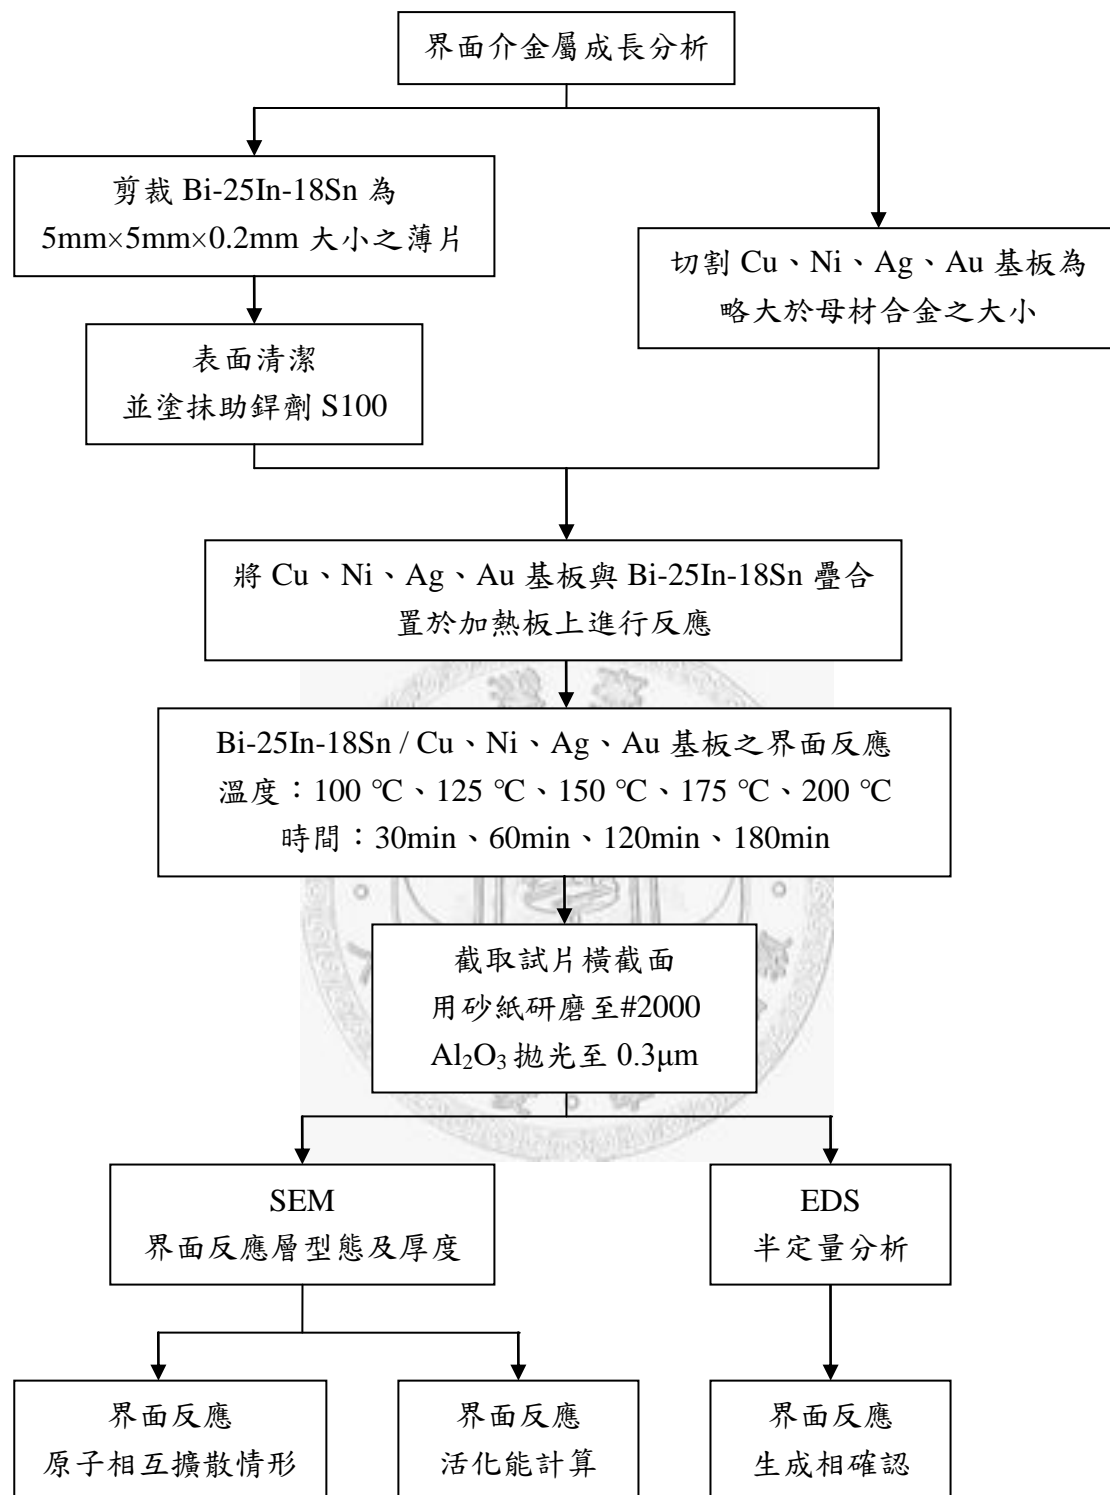 界面介金屬成長分析
剪裁 Bi-25In-18Sn 為
5mm×5mm×0.2mm 大小之薄片
切割 Cu、Ni、Ag、Au 基板為
略大於母材合金之大小
表面清潔
並塗抹助銲劑 S100
將 Cu、Ni、Ag、Au 基板與 Bi-25In-18Sn 疊合
置於加熱板上進行反應
Bi-25In-18Sn / Cu、Ni、Ag、Au 基板之界面反應
溫度：100 ℃、125 ℃、150 ℃、175 ℃、200 ℃
時間：30min、60min、120min、180min
截取試片橫截面
用砂紙研磨至#2000
Al₂O₃ 拋光至 0.3μm
SEM
界面反應層型態及厚度
EDS
半定量分析
界面反應
原子相互擴散情形
界面反應
活化能計算
界面反應
生成相確認